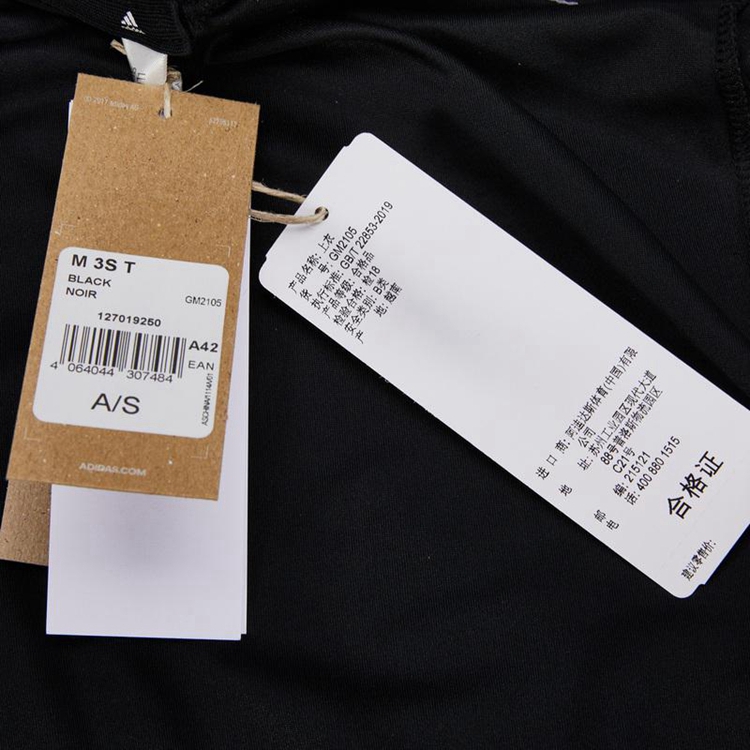 M 3S T
BLACK
NOIR
GM2105
127019250
A42
EAN
4 064044 307484
A/S
ADIDAS.COM
产品名称: 上衣
货 号: GM2105
执行标准: GB/T 22853-2019
产品等级: 合格品
检验合格: 检18
安全类别: B类
产 地: 越南
进 口 商: 阿迪达斯体育(中国)有限
公司
地 址: 苏州工业园区现代大道
88号普洛斯物流园区
C21号
邮 编: 215121
电 话: 400 880 1515
合格证
建议零售价: